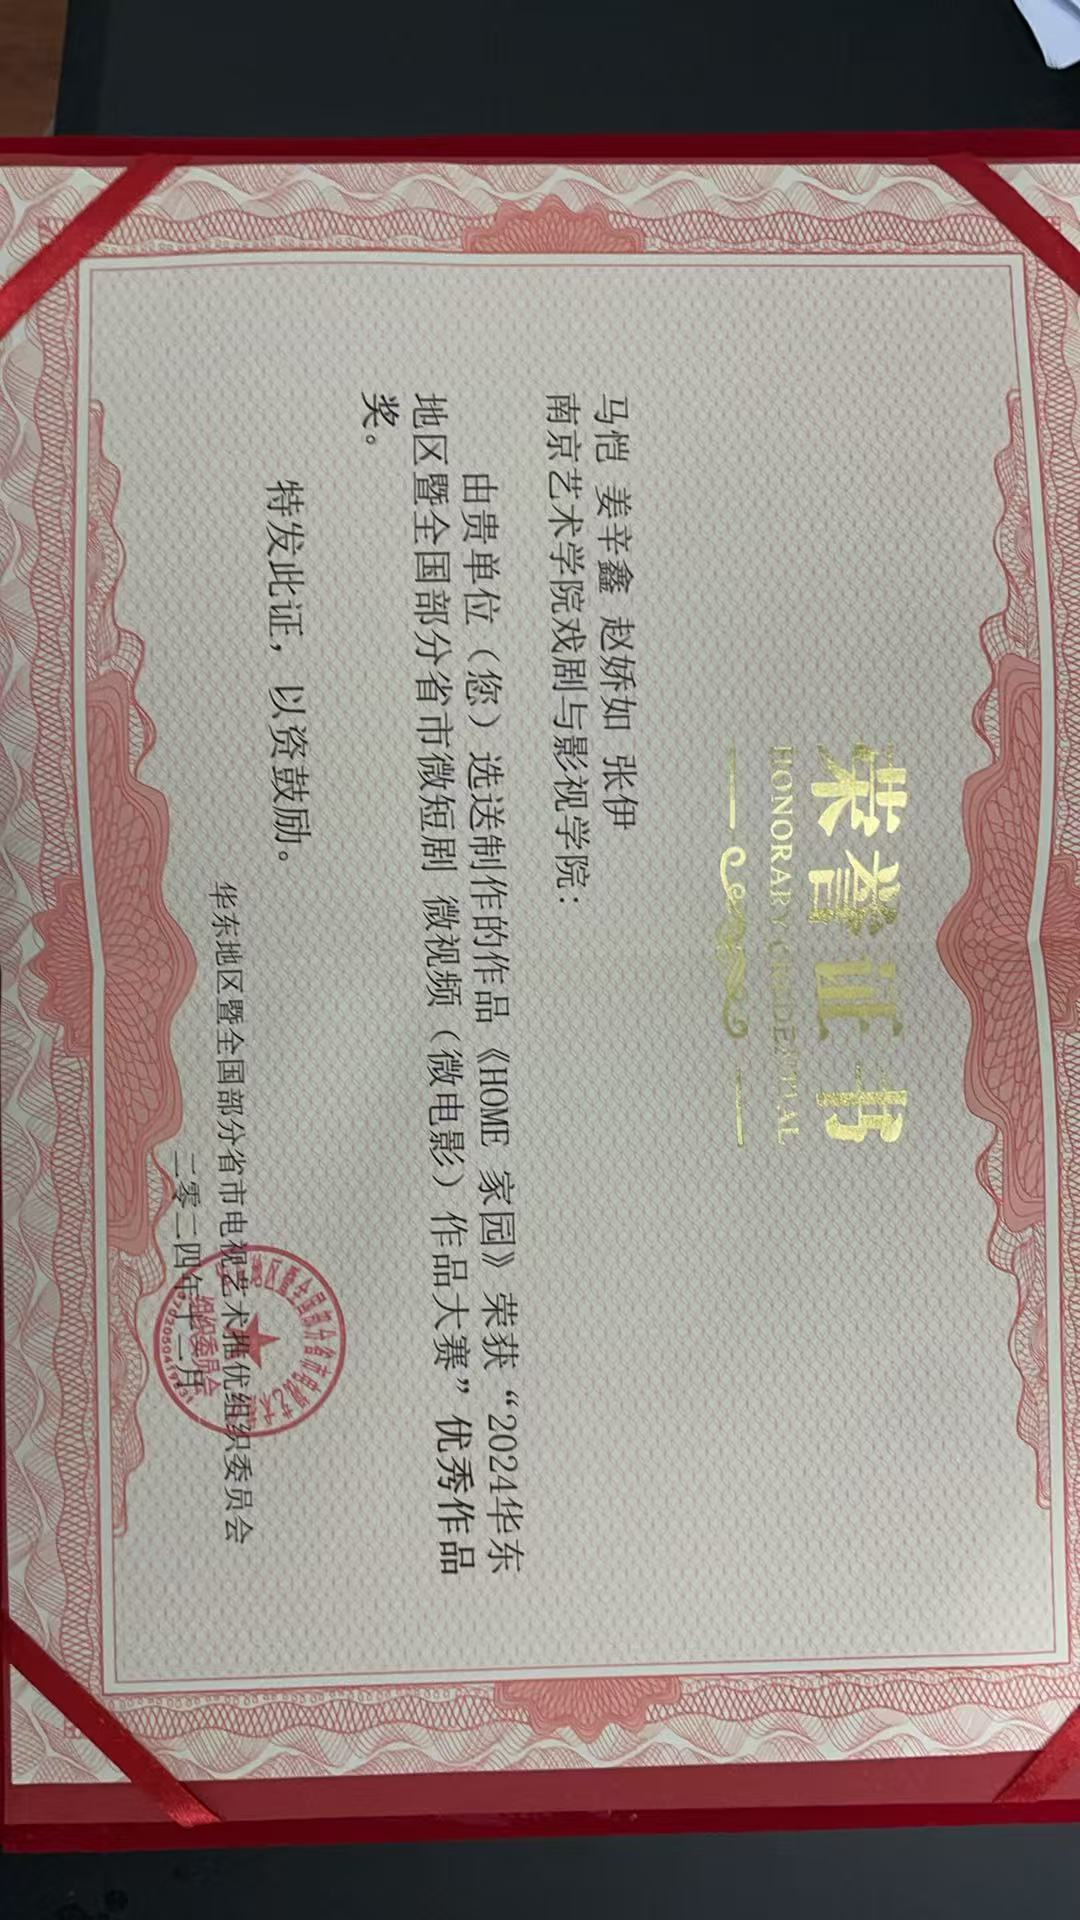 荣誉证书
HONORARY CREDENTIAL
马恺 姜辛鑫 赵娇如 张伊
南京艺术学院戏剧与影视学院：
由贵单位（您）选送制作的作品《HOME 家园》荣获“2024华东
地区暨全国部分省市微短剧 微视频（微电影）作品大赛”优秀作品
奖。
特发此证，以资鼓励。
华东地区暨全国部分省市电视艺术推优组织委员会
二零二四年十二月
组织委员会